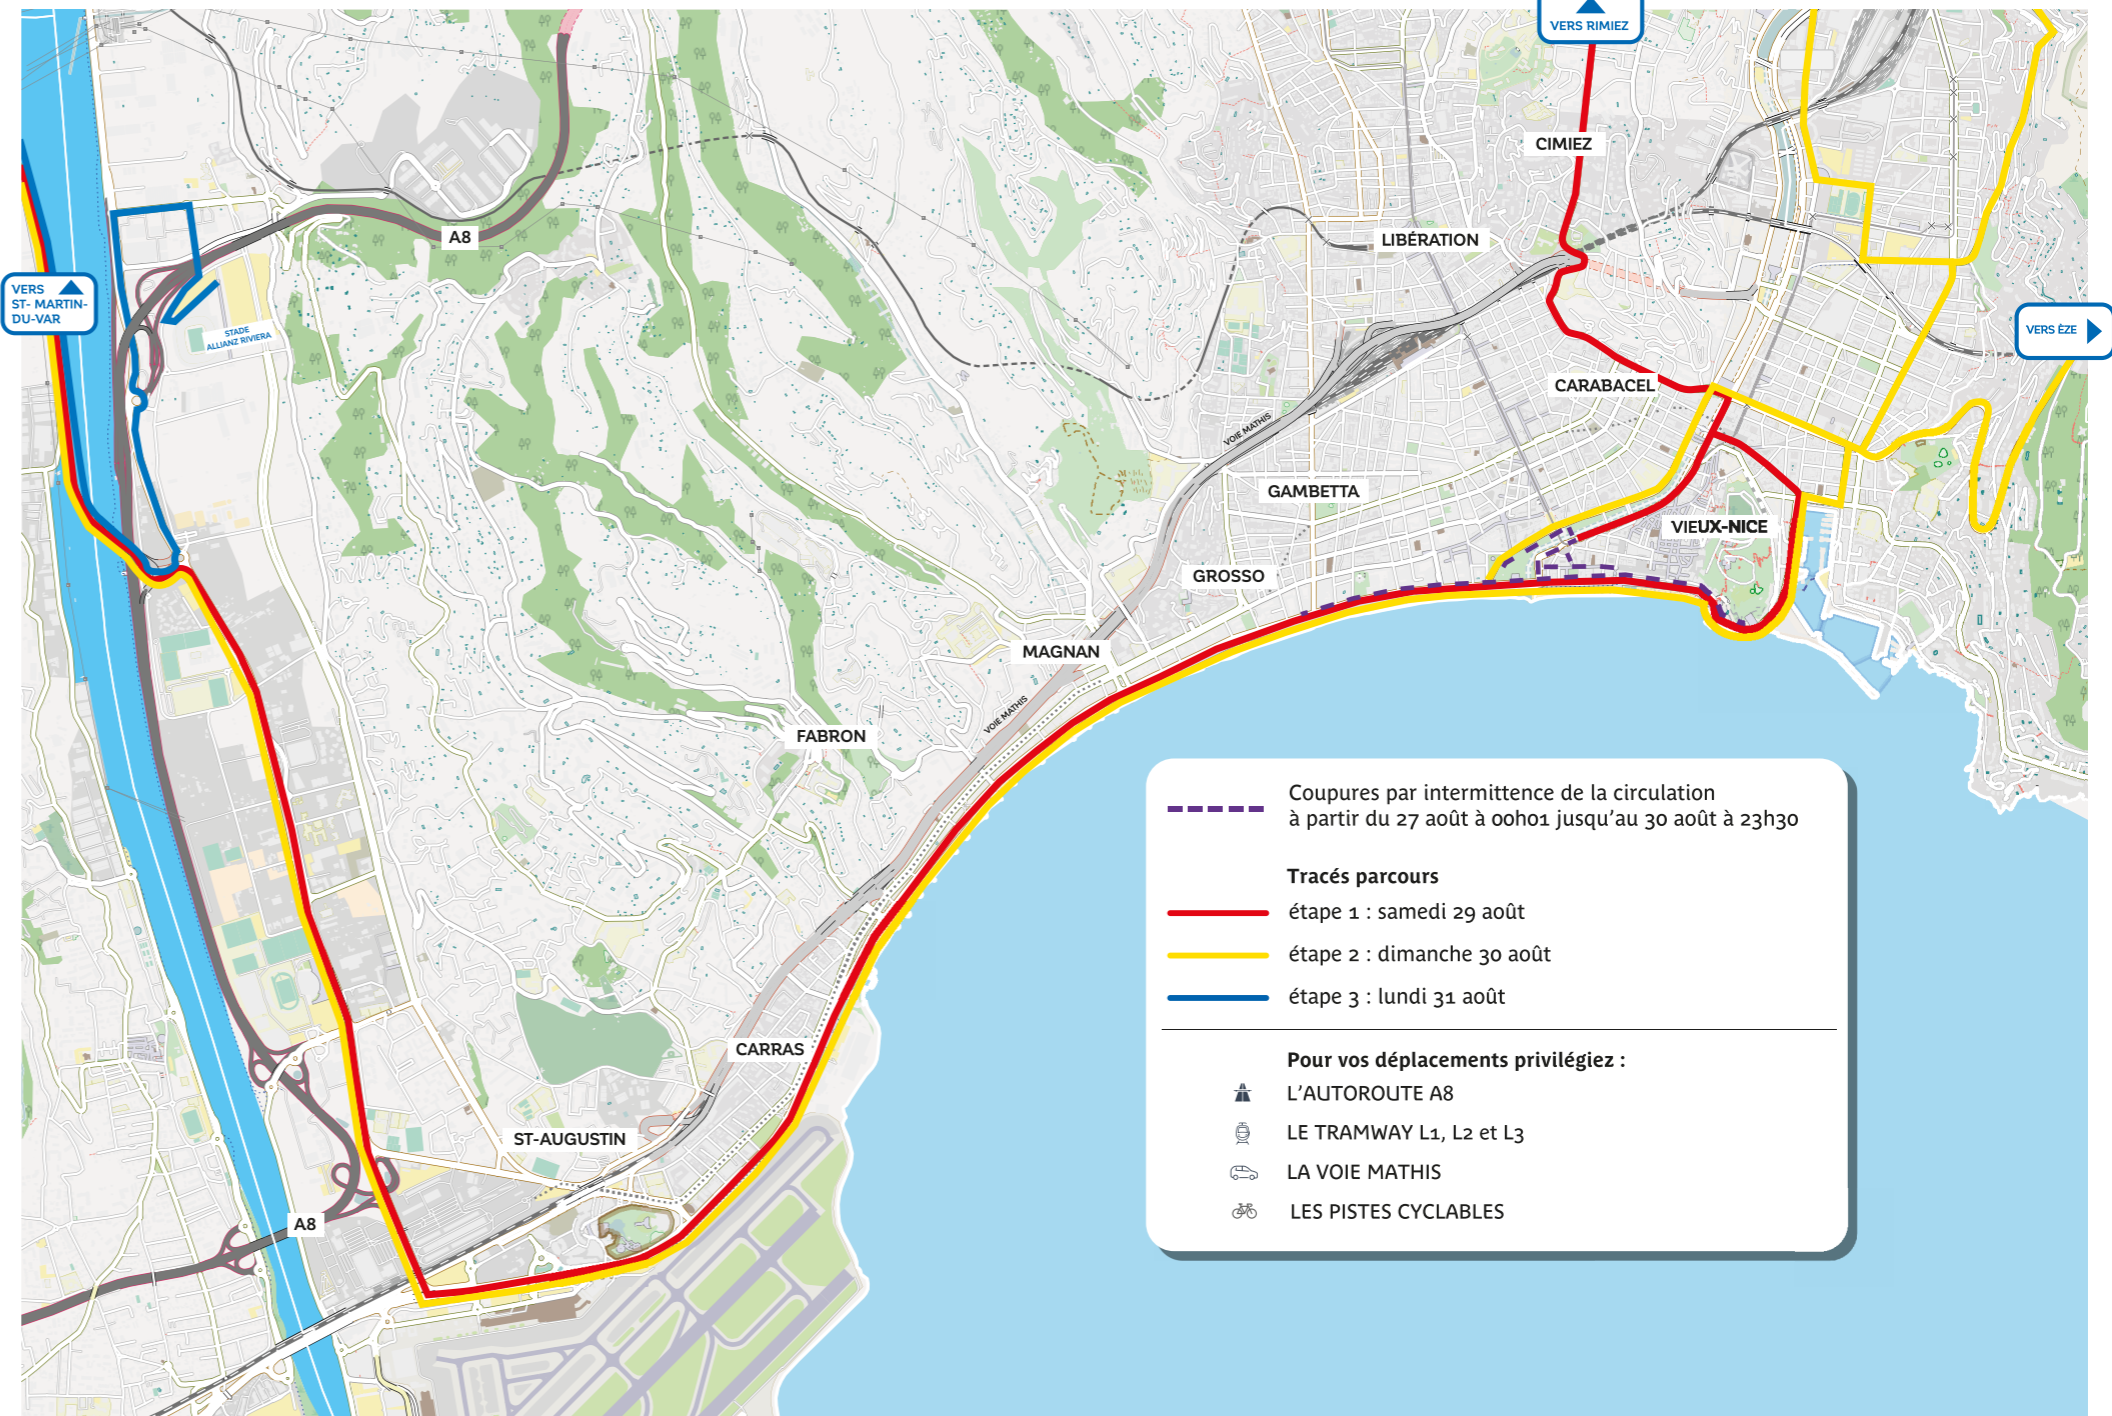 VERS RIMIEZ
CIMIEZ
LIBÉRATION
A8
VERS
ST- MARTIN-
DU-VAR
STADE
ALLIANZ RIVIERA
VERS ÈZE
CARABACEL
VOIE MATHIS
GAMBETTA
VIEUX-NICE
GROSSO
MAGNAN
VOIE MATHIS
FABRON
CARRAS
ST-AUGUSTIN
A8
Coupures par intermittence de la circulation
à partir du 27 août à 00h01 jusqu'au 30 août à 23h30
Tracés parcours
étape 1 : samedi 29 août
étape 2 : dimanche 30 août
étape 3 : lundi 31 août
Pour vos déplacements privilégiez :
L'AUTOROUTE A8
LE TRAMWAY L1, L2 et L3
LA VOIE MATHIS
LES PISTES CYCLABLES